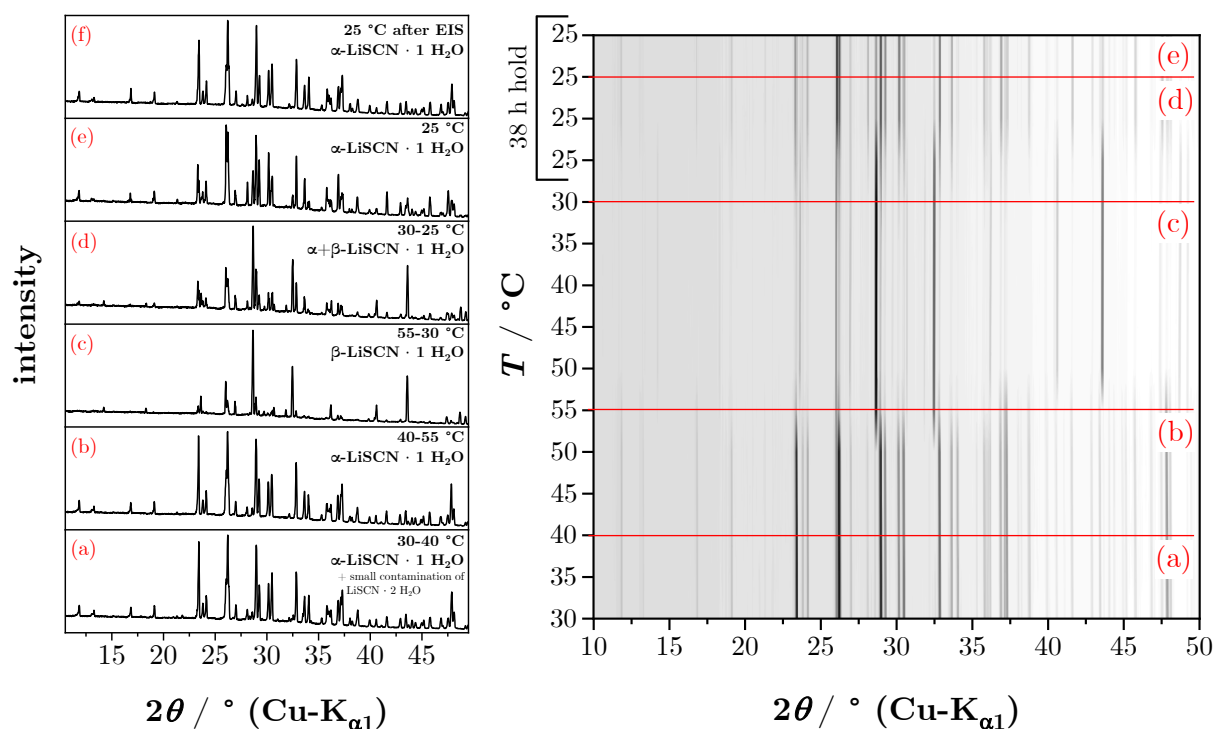 (f)
25 °C after EIS
α-LiSCN · 1 H₂O
(e)
25 °C
α-LiSCN · 1 H₂O
(d)
30-25 °C
α+β-LiSCN · 1 H₂O
(c)
55-30 °C
β-LiSCN · 1 H₂O
(b)
40-55 °C
α-LiSCN · 1 H₂O
(a)
30-40 °C
α-LiSCN · 1 H₂O
+ small contamination of
LiSCN · 2 H₂O
intensity
15 20 25 30 35 40 45
2θ / ° (Cu-Kα1)
38 h hold
T / °C
25
25
25
25
30
35
40
45
50
55
50
45
40
35
30
(e)
(d)
(c)
(b)
(a)
10 15 20 25 30 35 40 45 50
2θ / ° (Cu-Kα1)